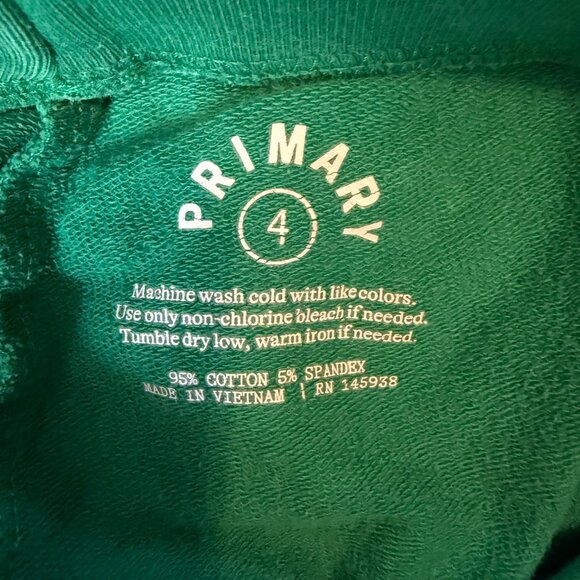 PRIMARY
4
Machine wash cold with like colors.
Use only non-chlorine bleach if needed.
Tumble dry low, warm iron if needed.
95% COTTON 5% SPANDEX
MADE IN VIETNAM | RN 145938